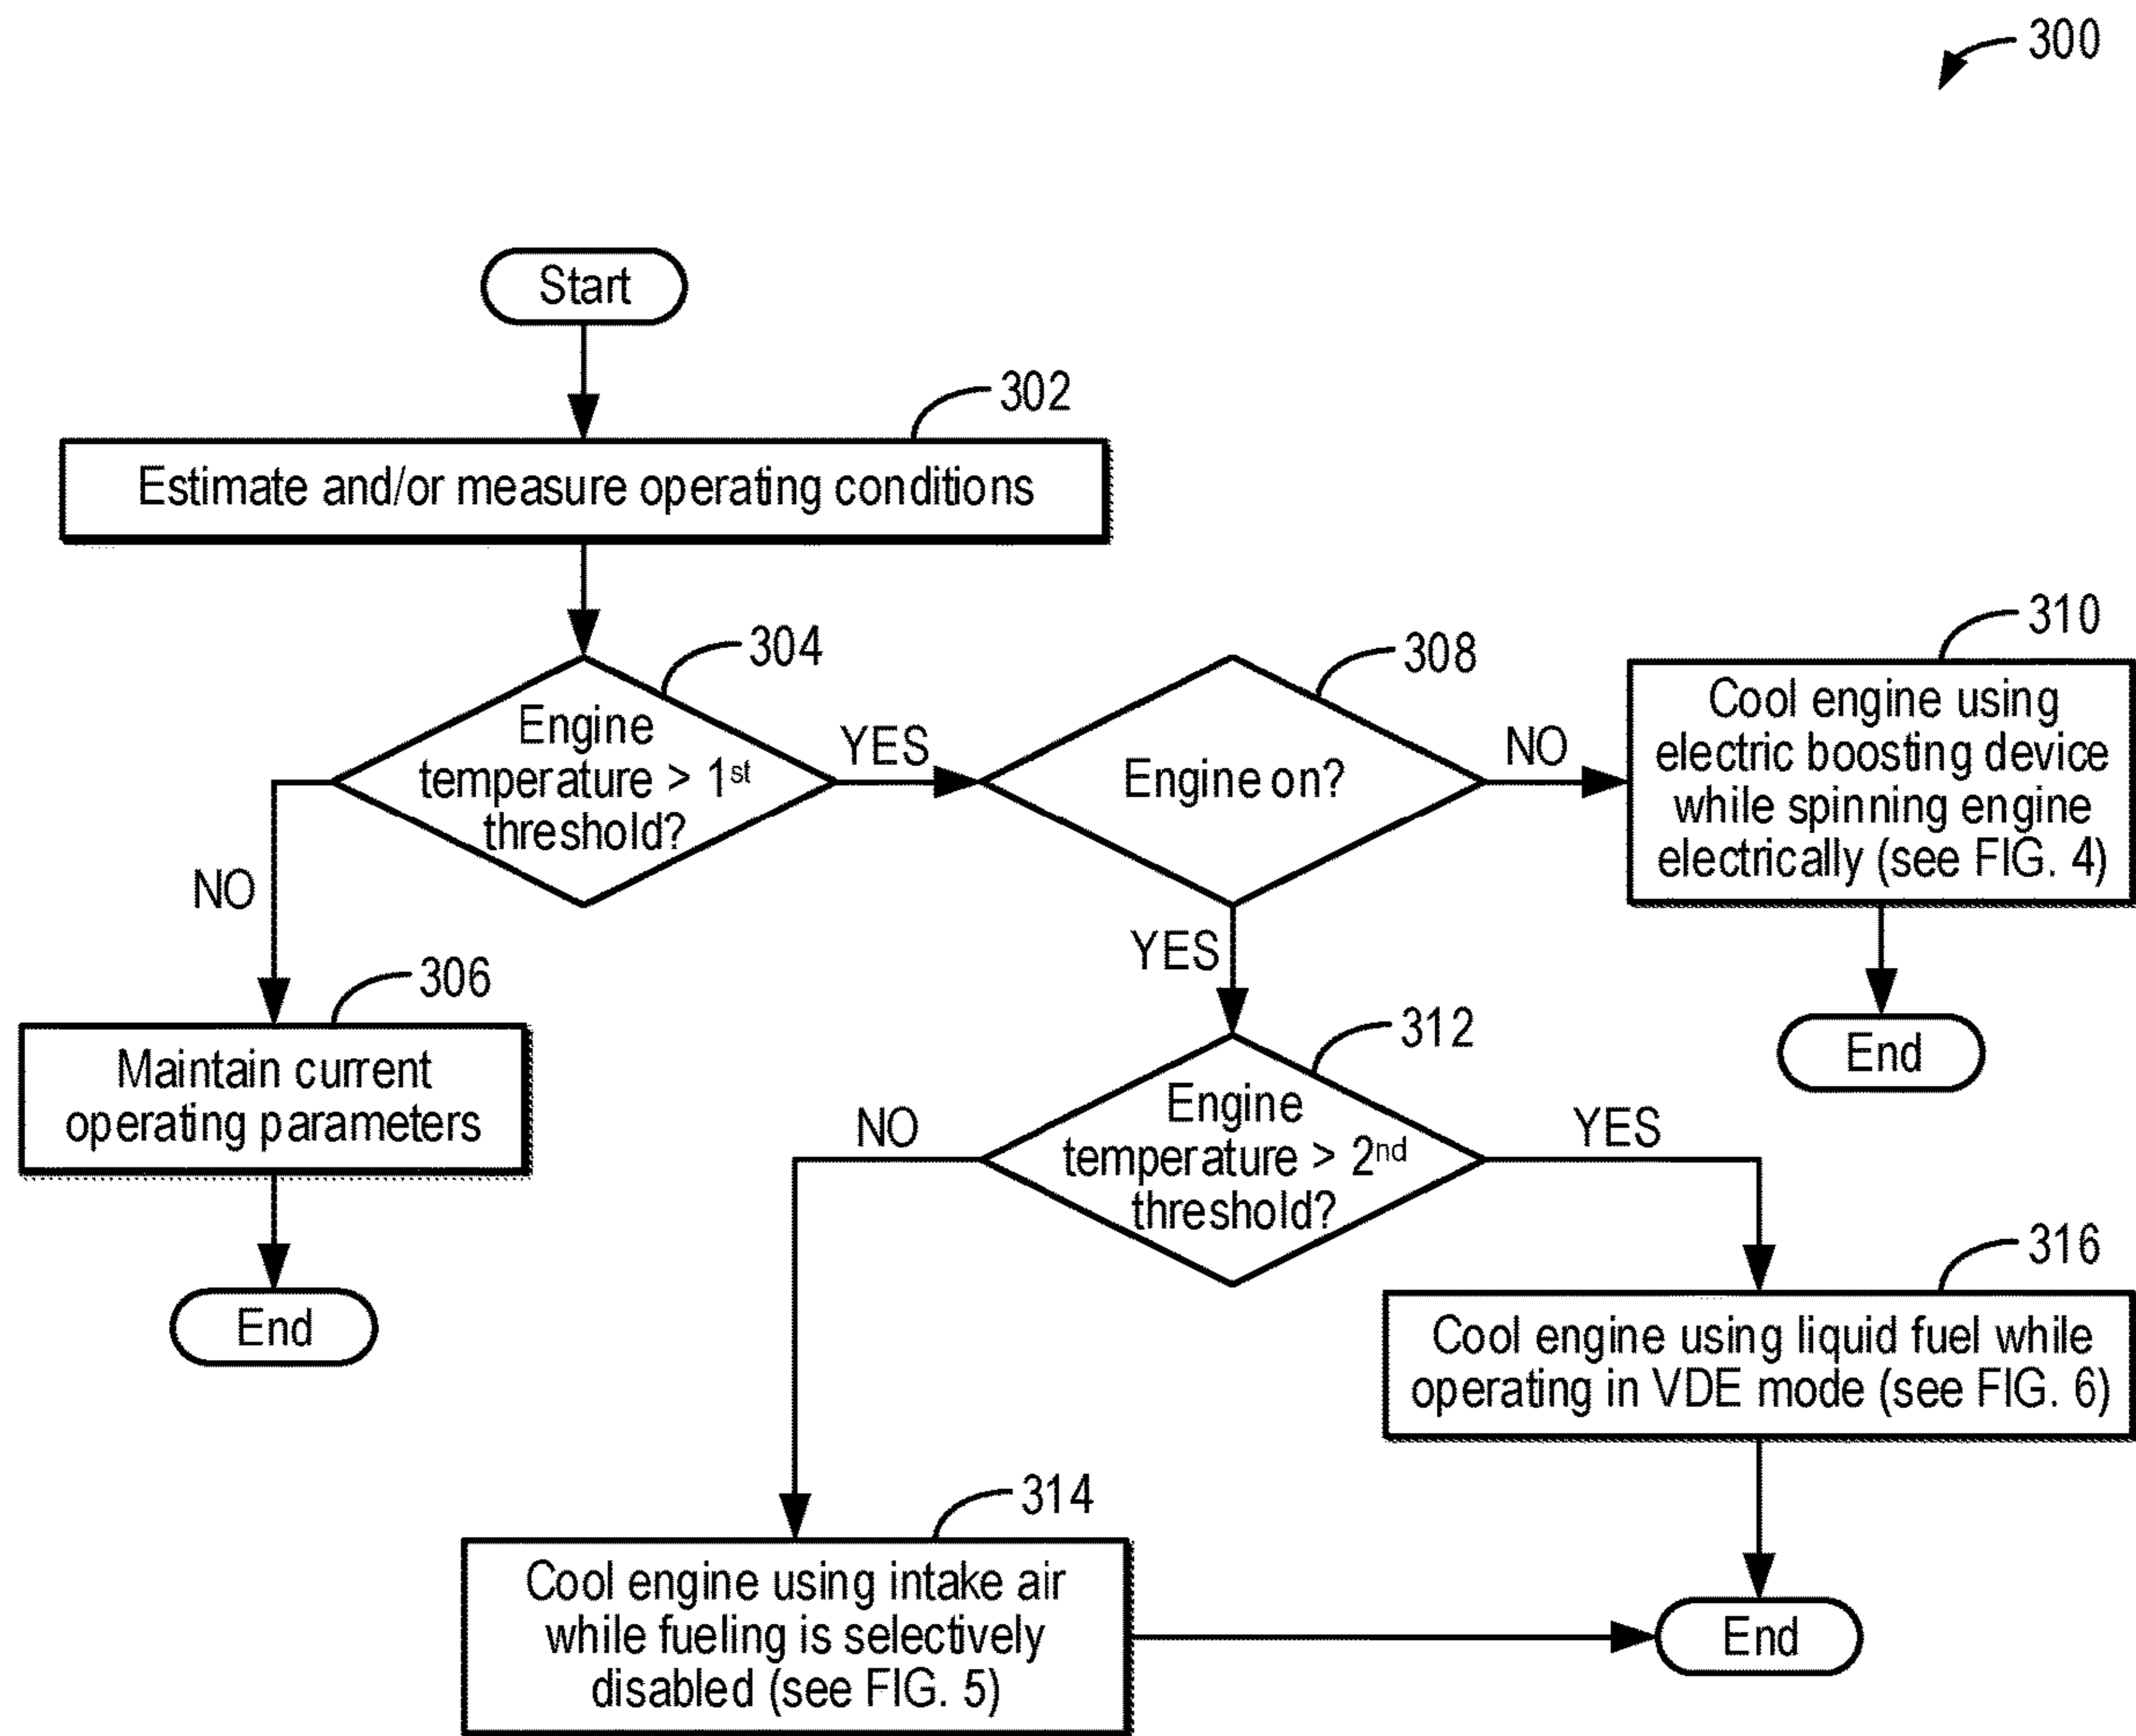 300
Start
302
Estimate and/or measure operating conditions
304
Engine
temperature > 1st
threshold?
YES
308
Engine on?
NO
310
Cool engine using
electric boosting device
while spinning engine
electrically (see FIG. 4)
NO
YES
306
Maintain current
operating parameters
312
Engine
temperature > 2nd
threshold?
NO
YES
End
End
316
Cool engine using liquid fuel while
operating in VDE mode (see FIG. 6)
314
Cool engine using intake air
while fueling is selectively
disabled (see FIG. 5)
End